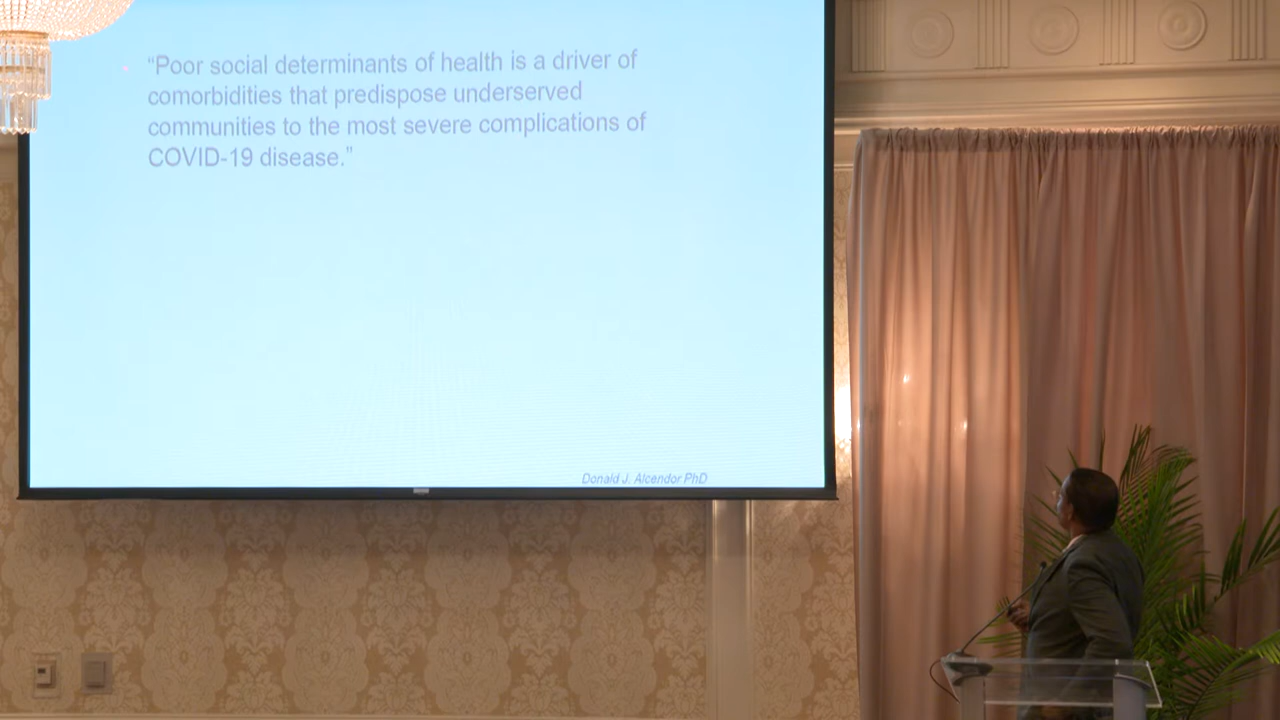 “Poor social determinants of health is a driver of
comorbidities that predispose underserved
communities to the most severe complications of
COVID-19 disease.”
Donald J. Alcendor PhD